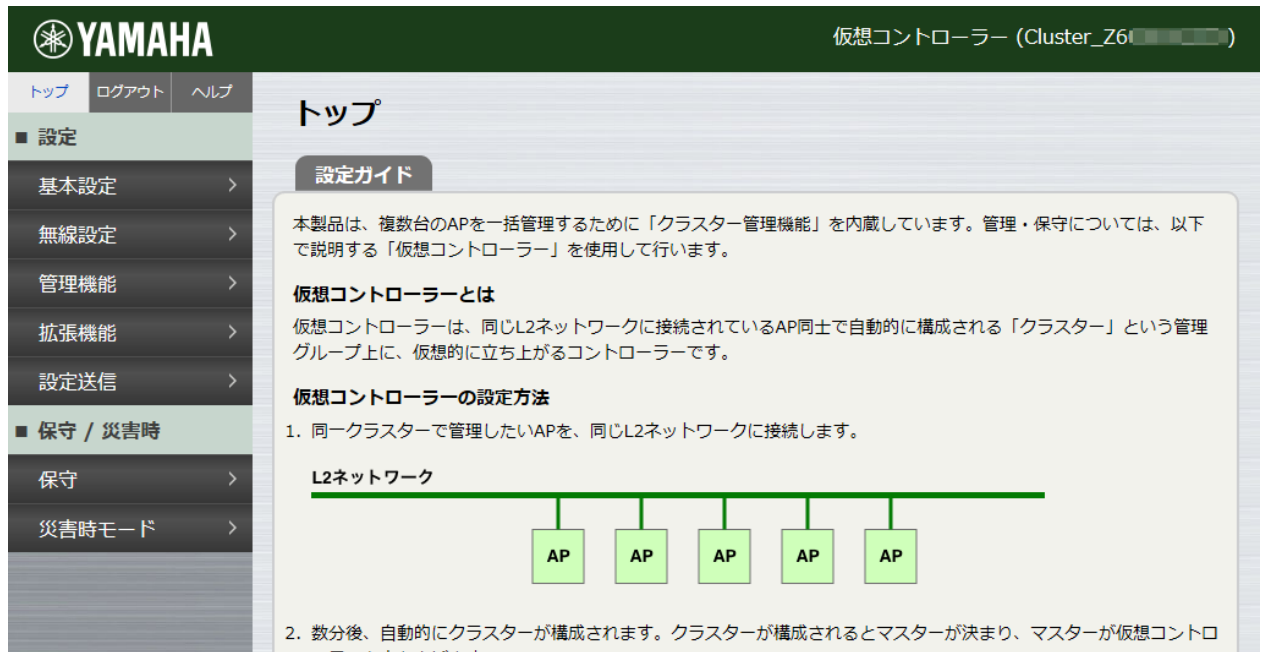 YAMAHA
仮想コントローラー (Cluster_Z6 )
トップ ログアウト ヘルプ
■ 設定
基本設定
無線設定
管理機能
拡張機能
設定送信
■ 保守 / 災害時
保守
災害時モード
トップ
設定ガイド
本製品は、複数台のAPを一括管理するために「クラスター管理機能」を内蔵しています。管理・保守については、以下
で説明する「仮想コントローラー」を使用して行います。
仮想コントローラーとは
仮想コントローラーは、同じL2ネットワークに接続されているAP同士で自動的に構成される「クラスター」という管理
グループ上に、仮想的に立ち上がるコントローラーです。
仮想コントローラーの設定方法
1. 同一クラスターで管理したいAPを、同じL2ネットワークに接続します。
L2ネットワーク
AP AP AP AP AP
2. 数分後、自動的にクラスターが構成されます。クラスターが構成されるとマスターが決まり、マスターが仮想コントロ